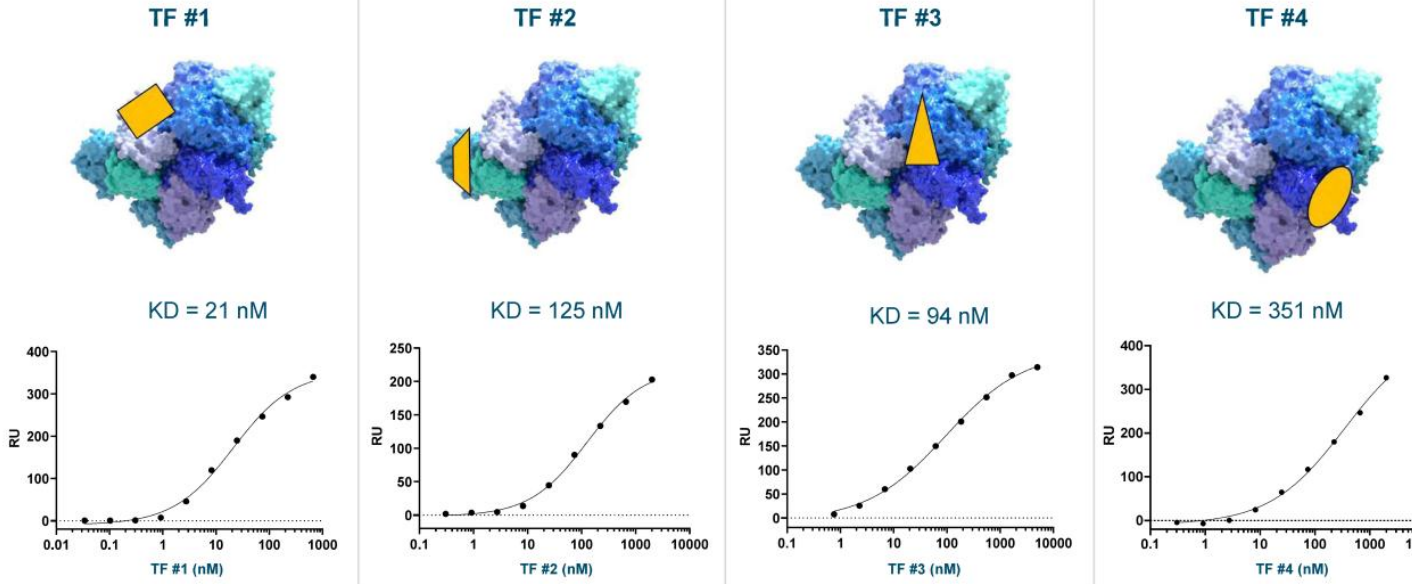 TF #1
TF #2
TF #3
TF #4
KD = 21 nM
KD = 125 nM
KD = 94 nM
KD = 351 nM
400
300
200
100
0
RU
0.01 0.1 1 10 100 1000
TF #1 (nM)
250
200
150
100
50
0
RU
0.1 1 10 100 1000 10000
TF #2 (nM)
350
300
250
200
150
100
50
0
RU
1 10 100 1000 10000
TF #3 (nM)
400
300
200
100
0
RU
0.1 1 10 100 1000
TF #4 (nM)